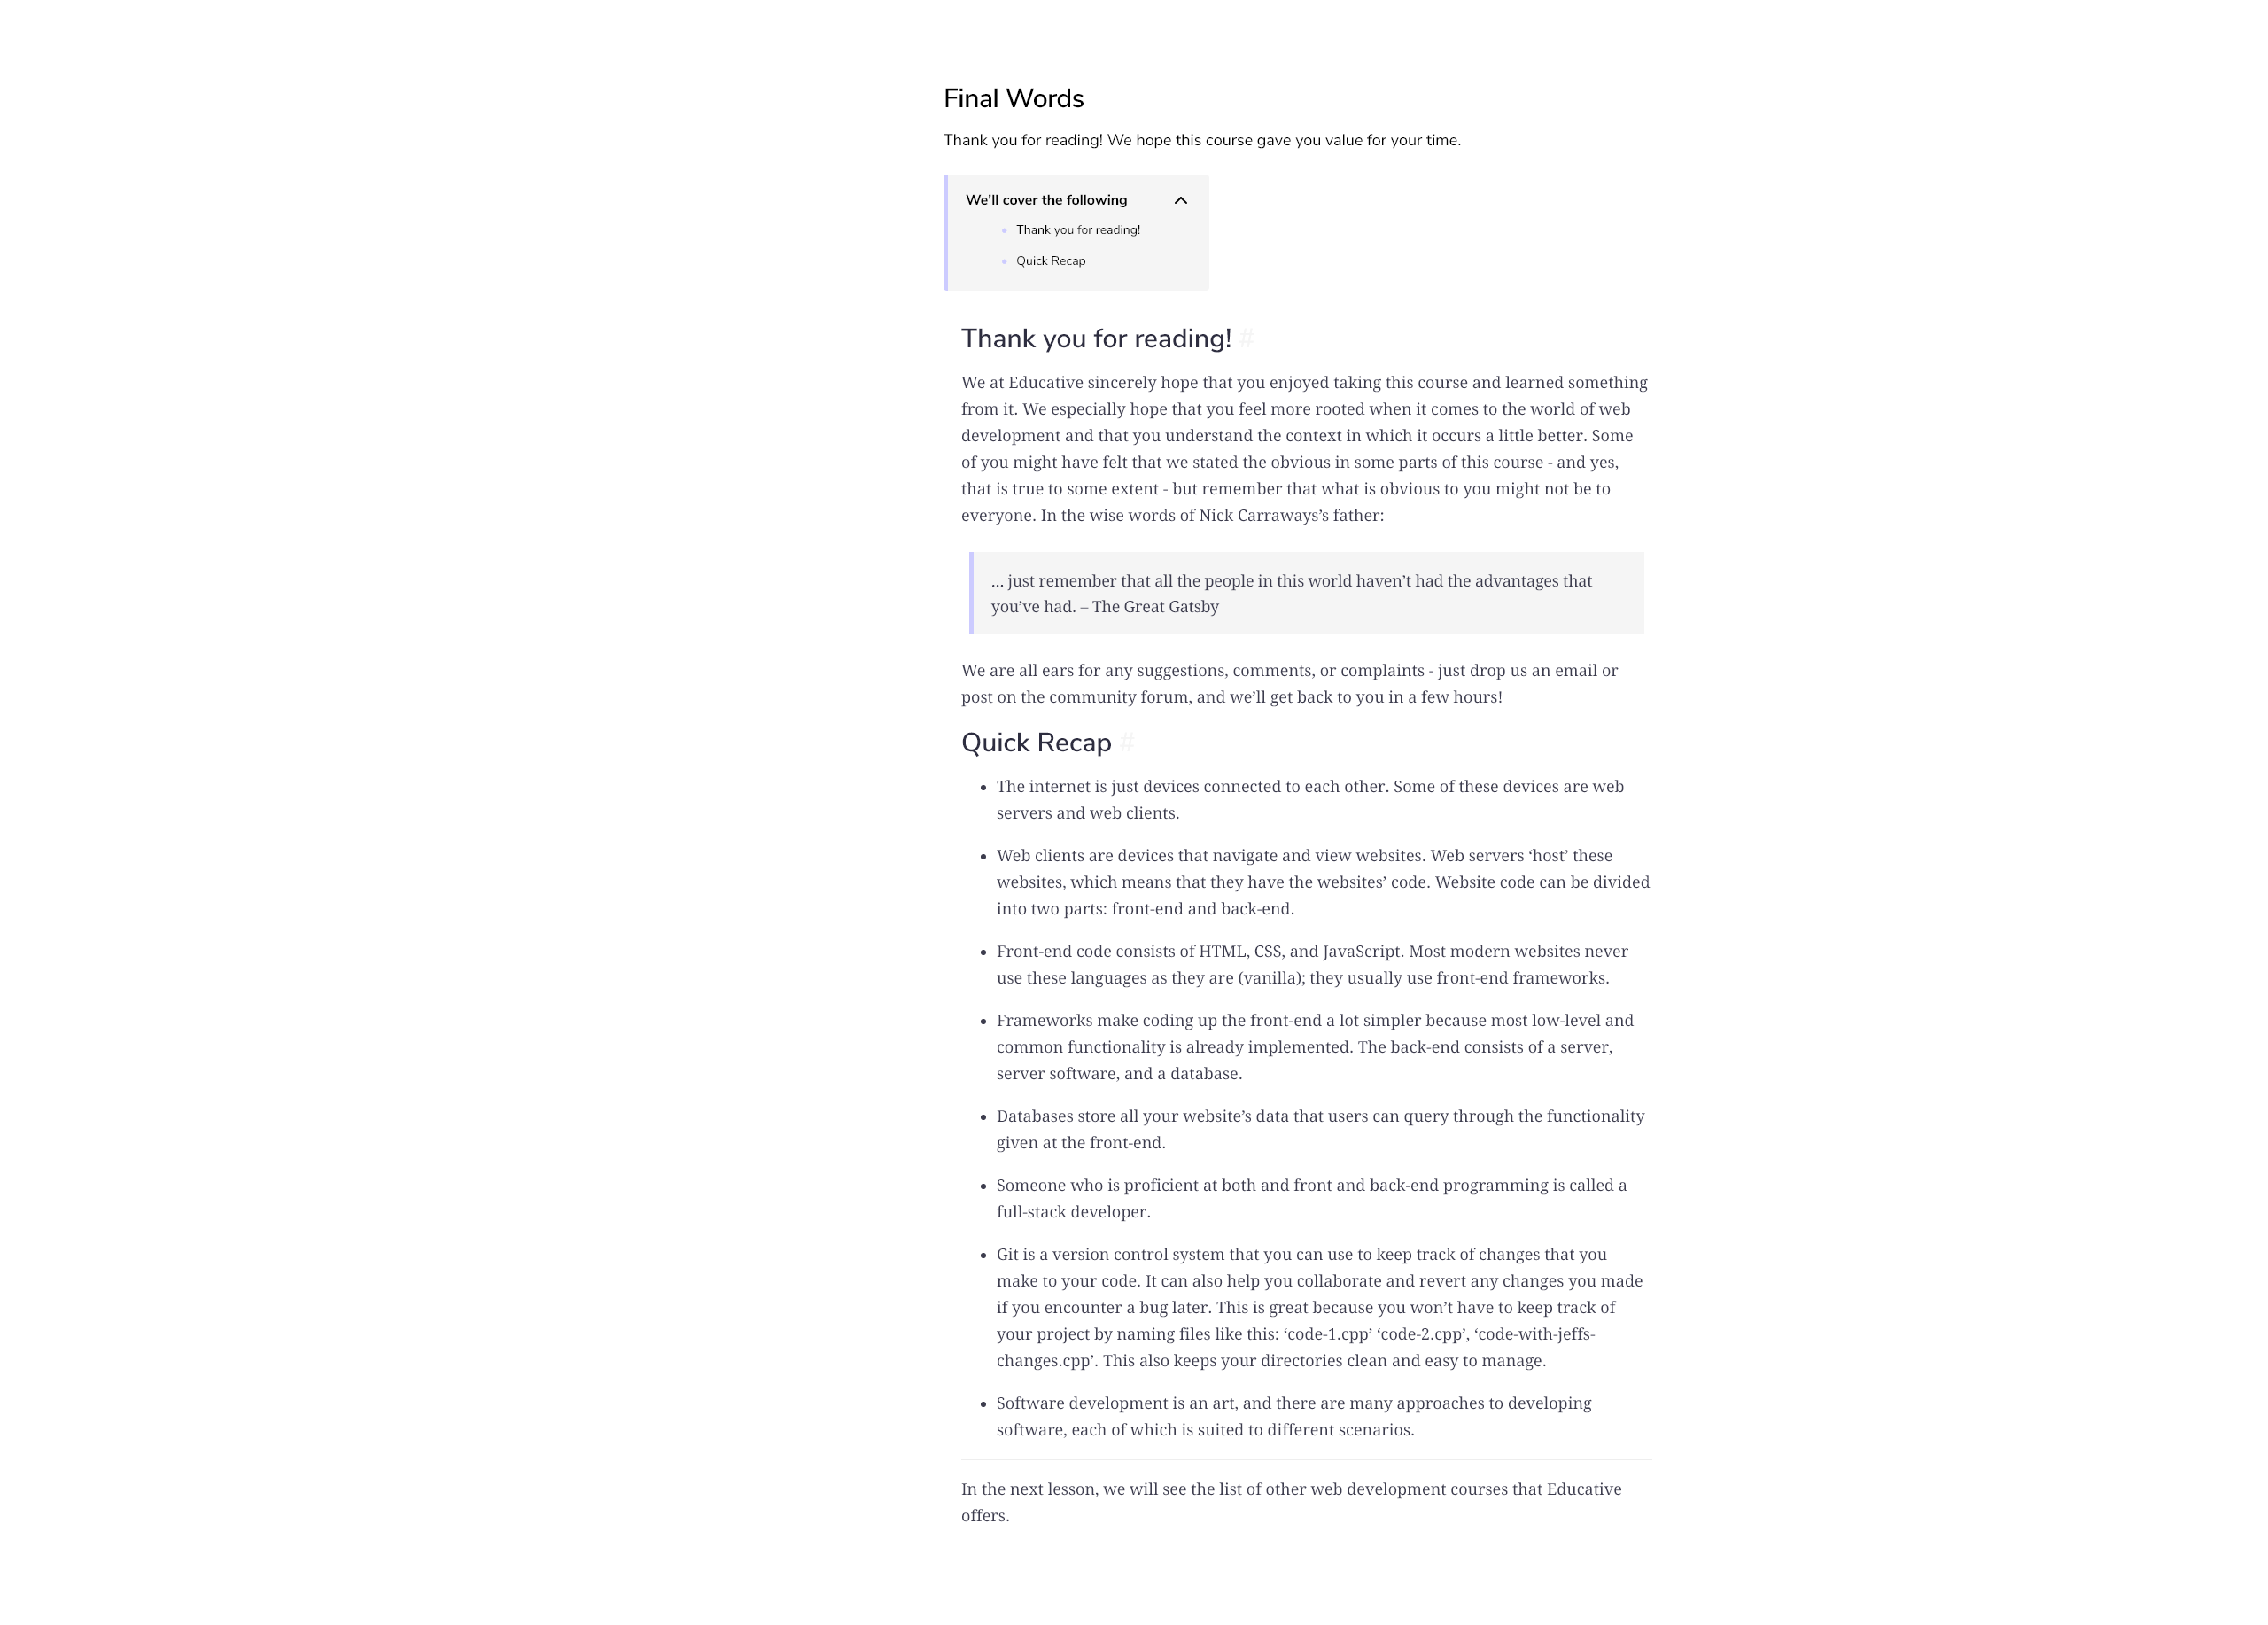 Final Words
Thank you for reading! We hope this course gave you value for your time.
We'll cover the following
Thank you for reading!
Quick Recap
Thank you for reading! #
We at Educative sincerely hope that you enjoyed taking this course and learned something
from it. We especially hope that you feel more rooted when it comes to the world of web
development and that you understand the context in which it occurs a little better. Some
of you might have felt that we stated the obvious in some parts of this course - and yes,
that is true to some extent - but remember that what is obvious to you might not be to
everyone. In the wise words of Nick Carraways’s father:
… just remember that all the people in this world haven’t had the advantages that
you’ve had. – The Great Gatsby
We are all ears for any suggestions, comments, or complaints - just drop us an email or
post on the community forum, and we’ll get back to you in a few hours!
Quick Recap #
• The internet is just devices connected to each other. Some of these devices are web
servers and web clients.
• Web clients are devices that navigate and view websites. Web servers ‘host’ these
websites, which means that they have the websites’ code. Website code can be divided
into two parts: front-end and back-end.
• Front-end code consists of HTML, CSS, and JavaScript. Most modern websites never
use these languages as they are (vanilla); they usually use front-end frameworks.
• Frameworks make coding up the front-end a lot simpler because most low-level and
common functionality is already implemented. The back-end consists of a server,
server software, and a database.
• Databases store all your website’s data that users can query through the functionality
given at the front-end.
• Someone who is proficient at both and front and back-end programming is called a
full-stack developer.
• Git is a version control system that you can use to keep track of changes that you
make to your code. It can also help you collaborate and revert any changes you made
if you encounter a bug later. This is great because you won’t have to keep track of
your project by naming files like this: ‘code-1.cpp’ ‘code-2.cpp’, ‘code-with-jeffs-
changes.cpp’. This also keeps your directories clean and easy to manage.
• Software development is an art, and there are many approaches to developing
software, each of which is suited to different scenarios.
In the next lesson, we will see the list of other web development courses that Educative
offers.